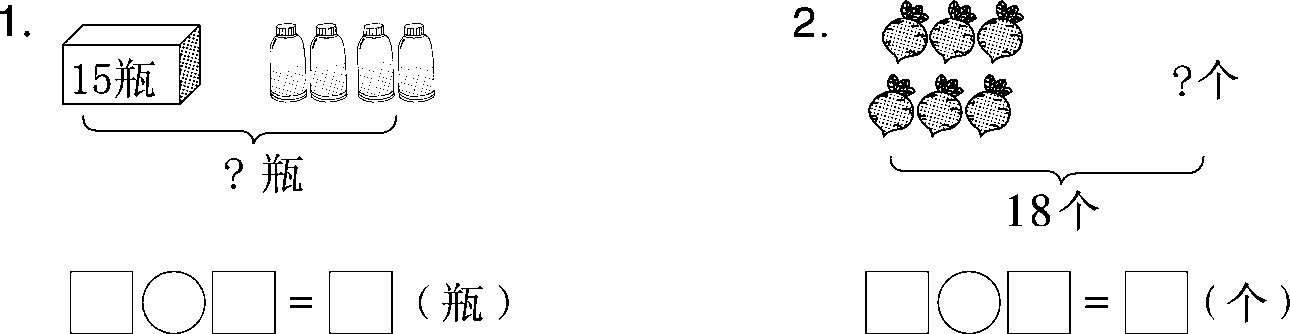 1.
15瓶
? 瓶
□○□=□（瓶）
2.
?个
18个
□○□=□（个）